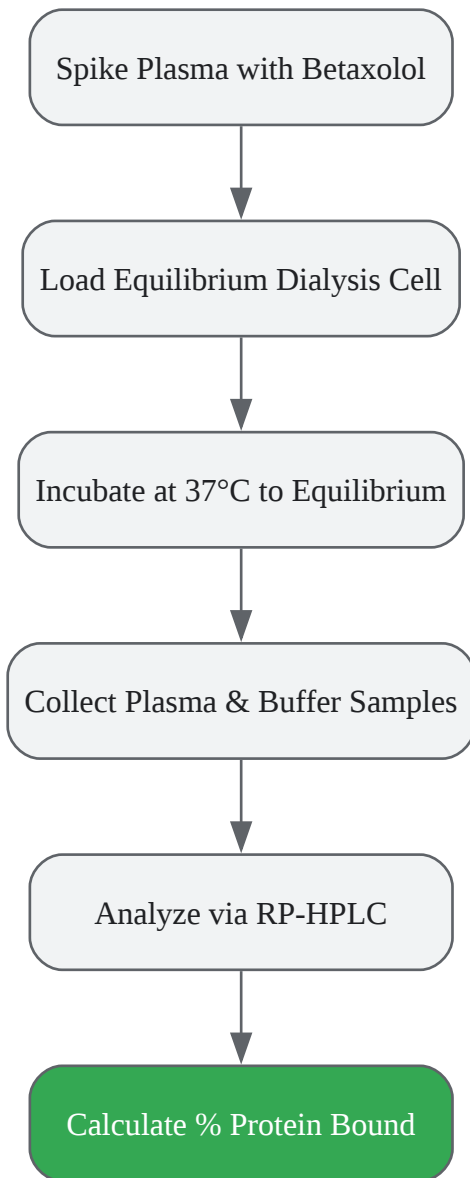 Spike Plasma with Betaxolol
Load Equilibrium Dialysis Cell
Incubate at 37°C to Equilibrium
Collect Plasma & Buffer Samples
Analyze via RP-HPLC
Calculate % Protein Bound